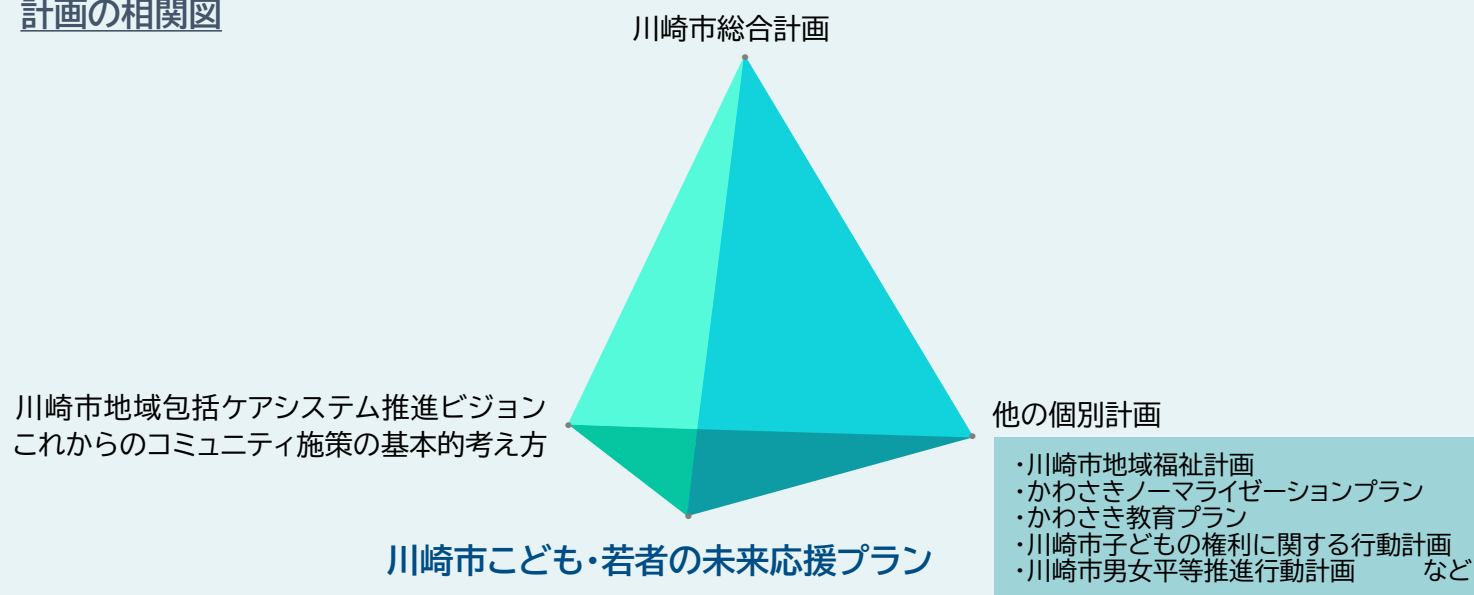 計画の相関図
川崎市総合計画
川崎市地域包括ケアシステム推進ビジョン
これからのコミュニティ施策の基本的考え方
他の個別計画
・川崎市地域福祉計画
・かわさきノーマライゼーションプラン
・かわさき教育プラン
・川崎市子どもの権利に関する行動計画
・川崎市男女平等推進行動計画　　など
川崎市こども・若者の未来応援プラン